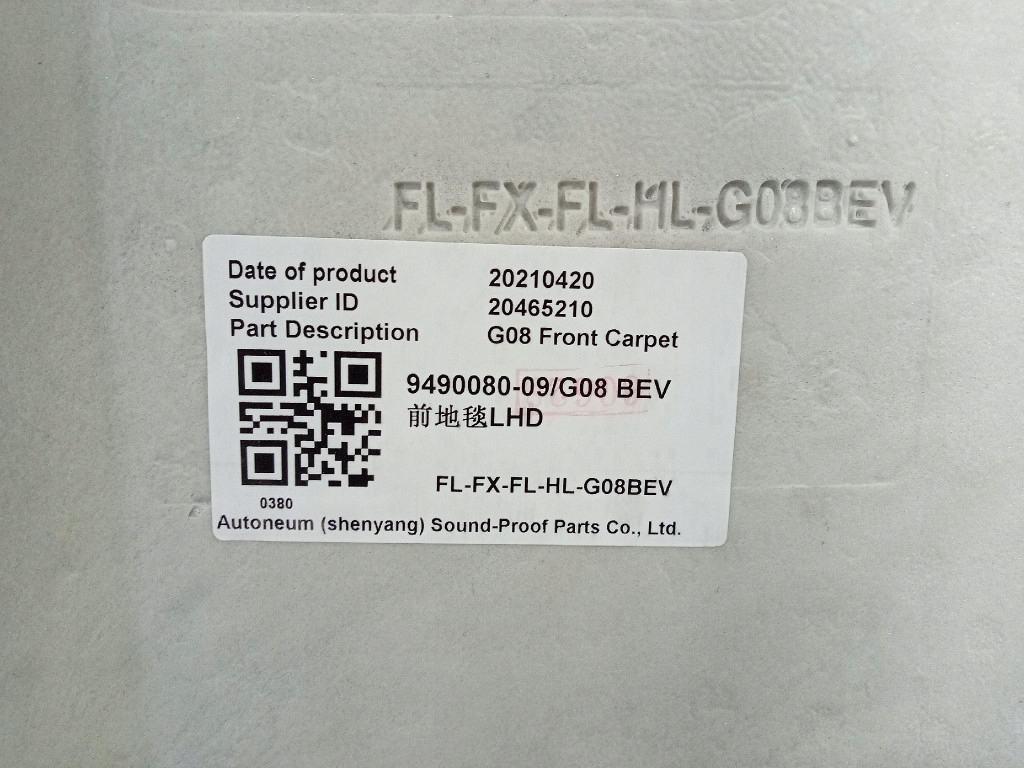 FL-FX-FL-HL-G08BEV
Date of product 20210420
Supplier ID 20465210
Part Description G08 Front Carpet
9490080-09/G08 BEV
前地毯LHD
FL-FX-FL-HL-G08BEV
0380
Autoneum (shenyang) Sound-Proof Parts Co., Ltd.